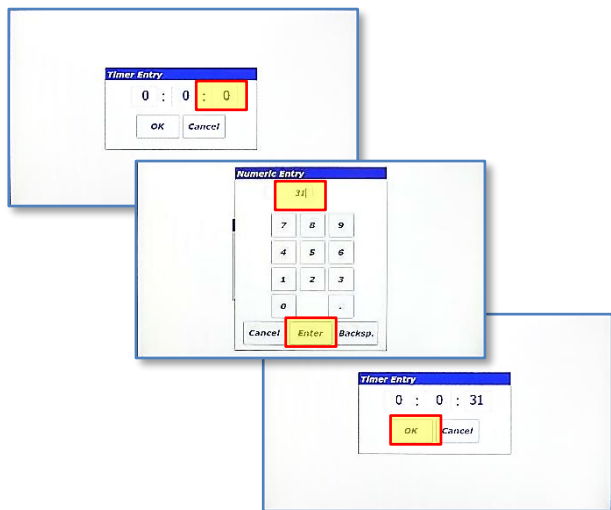 Timer Entry
0 : 0 : 0
OK Cancel
Numeric Entry
31
7 8 9
4 5 6
1 2 3
0 .
Cancel Enter Backsp.
Timer Entry
0 : 0 : 31
OK Cancel